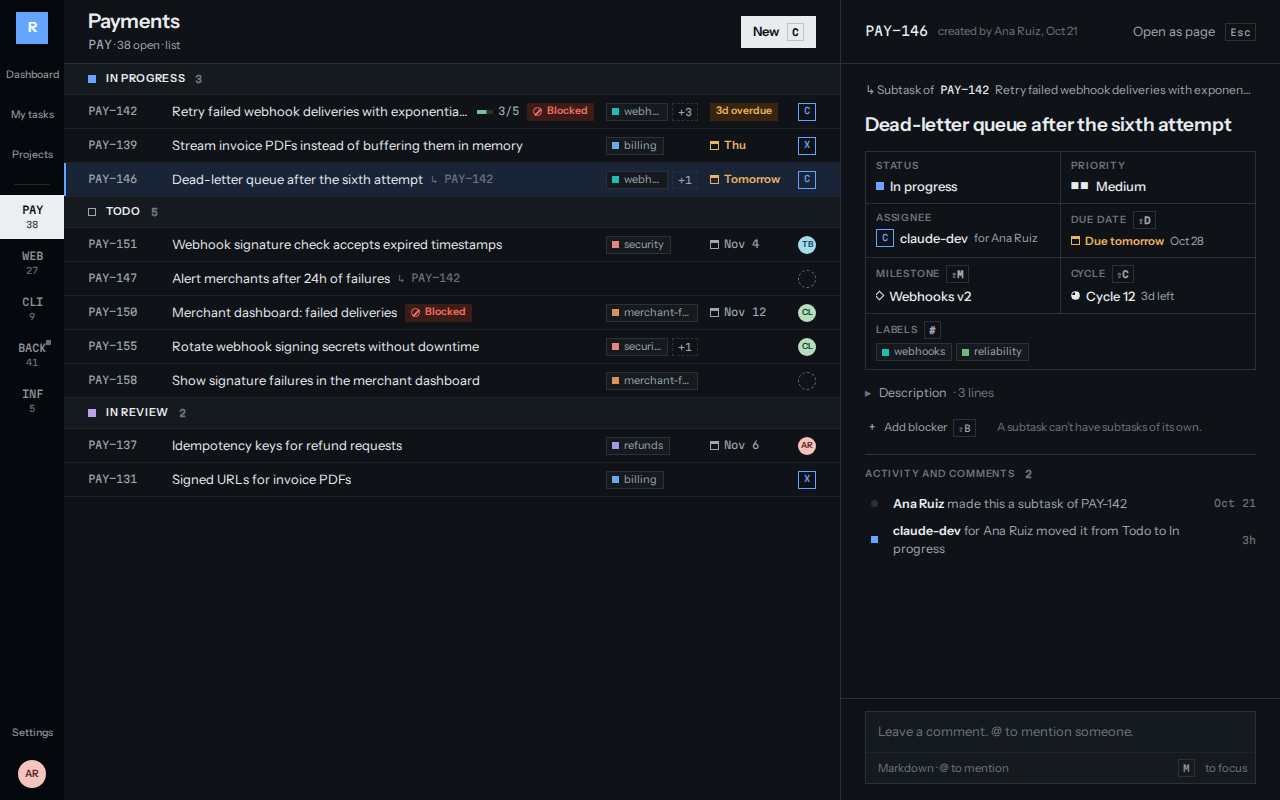 R
Dashboard
My tasks
Projects
PAY
38
WEB
27
CLI
9
BACK
41
INF
5
Settings
AR
Payments
PAY · 38 open · list
New C
IN PROGRESS 3
PAY-142 Retry failed webhook deliveries with exponentia… 3/5 Blocked webh… +3 3d overdue C
PAY-139 Stream invoice PDFs instead of buffering them in memory billing Thu X
PAY-146 Dead-letter queue after the sixth attempt ↳ PAY-142 webh… +1 Tomorrow C
TODO 5
PAY-151 Webhook signature check accepts expired timestamps security Nov 4 TB
PAY-147 Alert merchants after 24h of failures ↳ PAY-142
PAY-150 Merchant dashboard: failed deliveries Blocked merchant-f… Nov 12 CL
PAY-155 Rotate webhook signing secrets without downtime securi… +1 CL
PAY-158 Show signature failures in the merchant dashboard merchant-f…
IN REVIEW 2
PAY-137 Idempotency keys for refund requests refunds Nov 6 AR
PAY-131 Signed URLs for invoice PDFs billing X
PAY-146 created by Ana Ruiz, Oct 21 Open as page Esc
↳ Subtask of PAY-142 Retry failed webhook deliveries with exponen…
Dead-letter queue after the sixth attempt
STATUS
In progress
PRIORITY
Medium
ASSIGNEE
C claude-dev for Ana Ruiz
DUE DATE ⇧D
Due tomorrow Oct 28
MILESTONE ⇧M
Webhooks v2
CYCLE ⇧C
Cycle 12 3d left
LABELS #
webhooks reliability
▸ Description · 3 lines
+ Add blocker ⇧B A subtask can't have subtasks of its own.
ACTIVITY AND COMMENTS 2
Ana Ruiz made this a subtask of PAY-142 Oct 21
claude-dev for Ana Ruiz moved it from Todo to In
progress 3h
Leave a comment. @ to mention someone.
Markdown · @ to mention M to focus